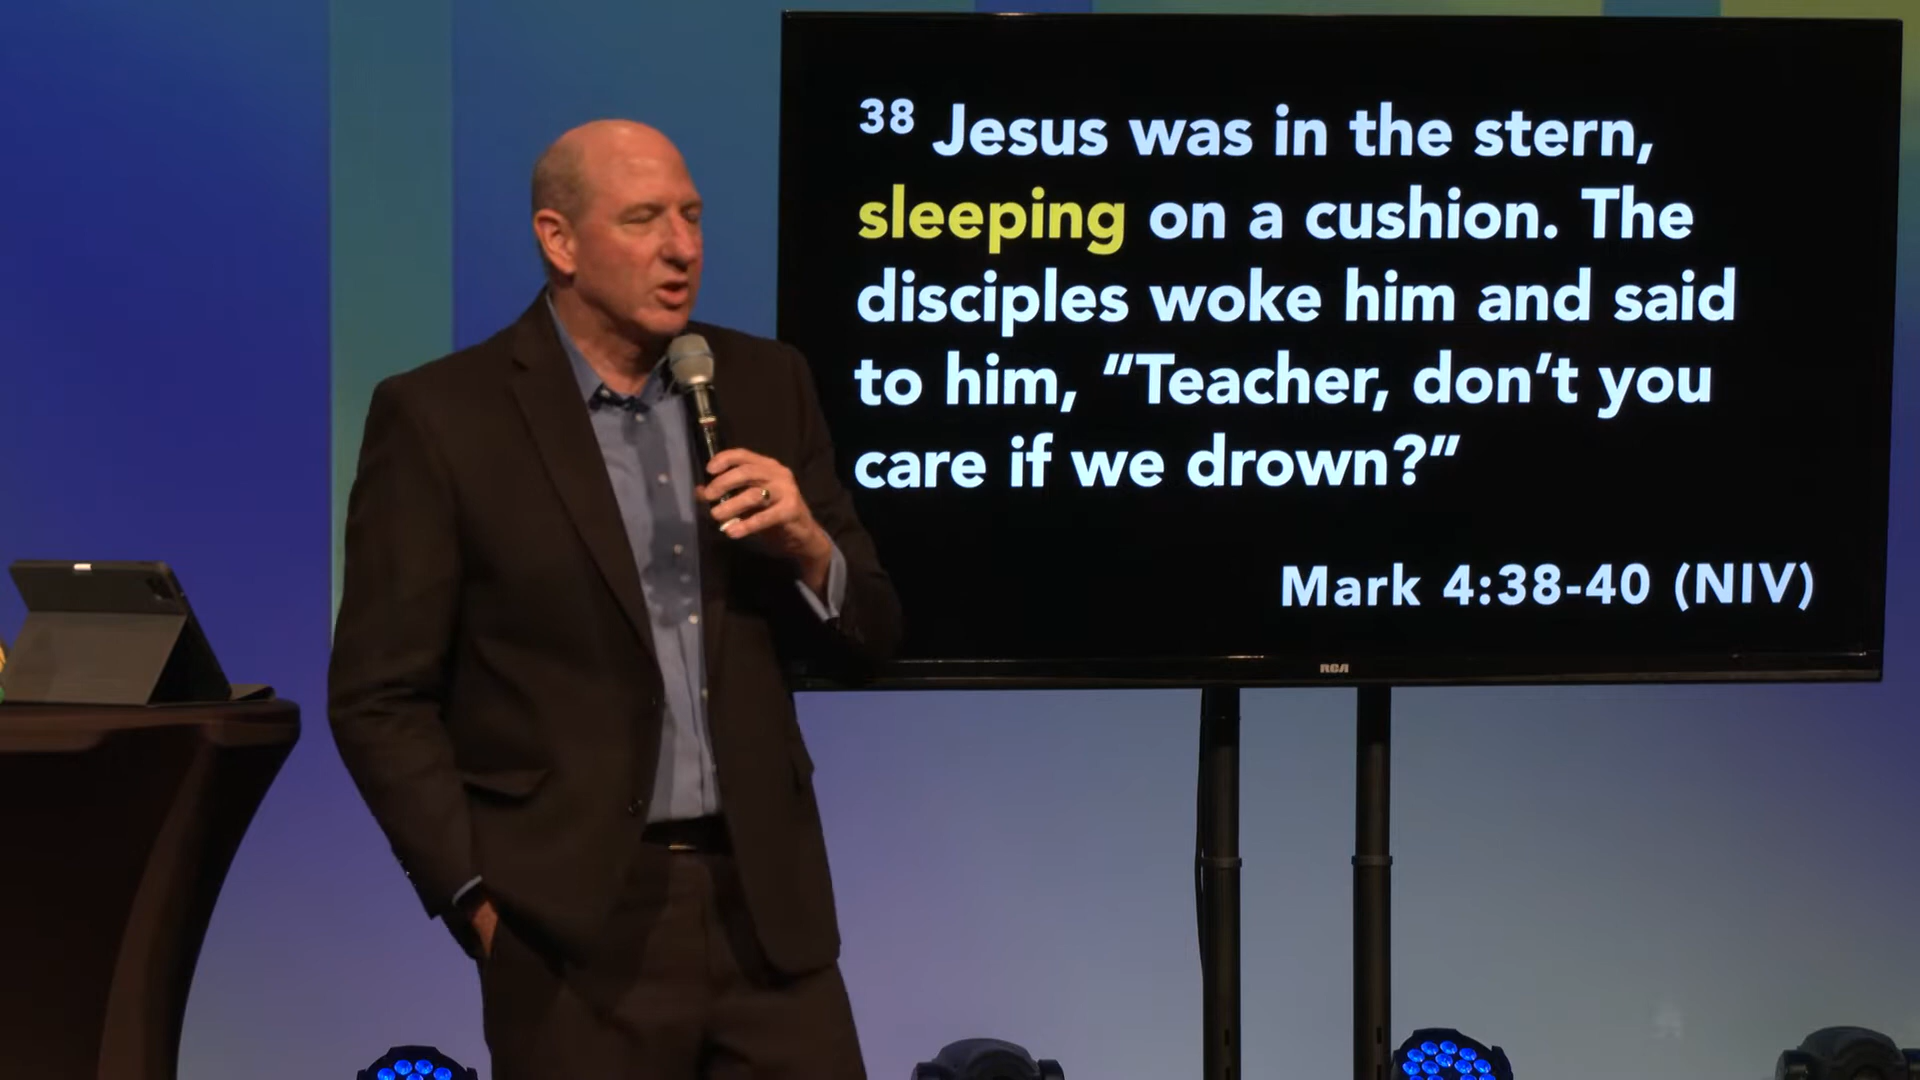 38 Jesus was in the stern,
sleeping on a cushion. The
disciples woke him and said
to him, “Teacher, don’t you
care if we drown?”
Mark 4:38-40 (NIV)
RCA